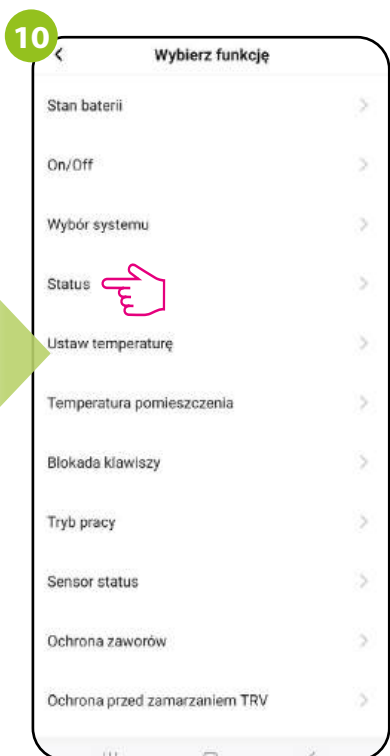 10
Wybierz funkcję
Stan baterii
On/Off
Wybór systemu
Status
Ustaw temperaturę
Temperatura pomieszczenia
Blokada klawiszy
Tryb pracy
Sensor status
Ochrona zaworów
Ochrona przed zamarzaniem TRV